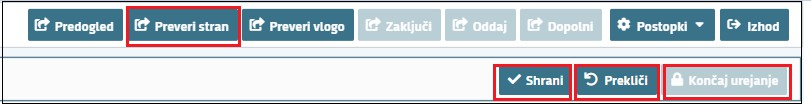 Predogled Preveri stran Preveri vlogo Zaključi Oddaj Dopolni Postopki Izhod
Shrani Prekliči Končaj urejanje